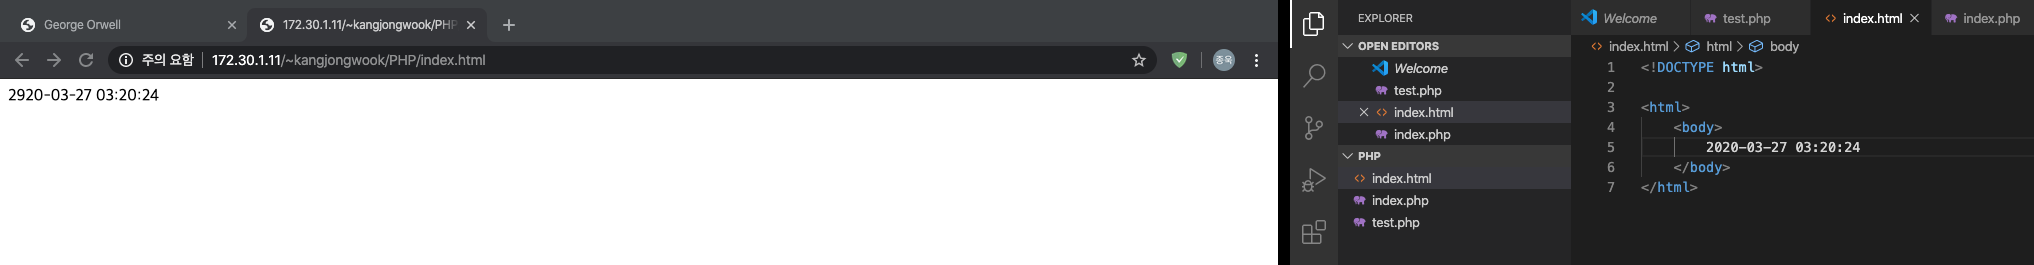 George Orwell
172.30.1.11/~kangjongwook/PHP
주의 요함 172.30.1.11/~kangjongwook/PHP/index.html
종욱
2920-03-27 03:20:24
EXPLORER
OPEN EDITORS
Welcome
test.php
index.html
index.php
PHP
index.html
index.php
test.php
Welcome test.php index.html index.php
index.html > html > body
1 <!DOCTYPE html>
2
3 <html>
4 <body>
5 2020-03-27 03:20:24
6 </body>
7 </html>